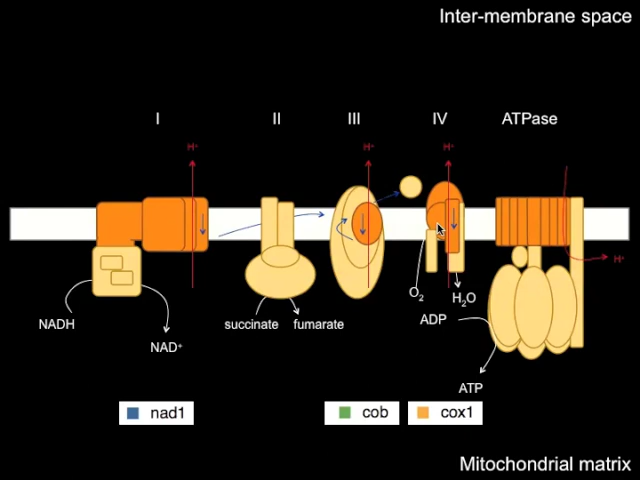 Inter-membrane space
I II III IV ATPase
H⁺ H⁺ H⁺
H⁺
O₂ H₂O
NADH succinate fumarate ADP
NAD⁺
ATP
nad1 cob cox1
Mitochondrial matrix